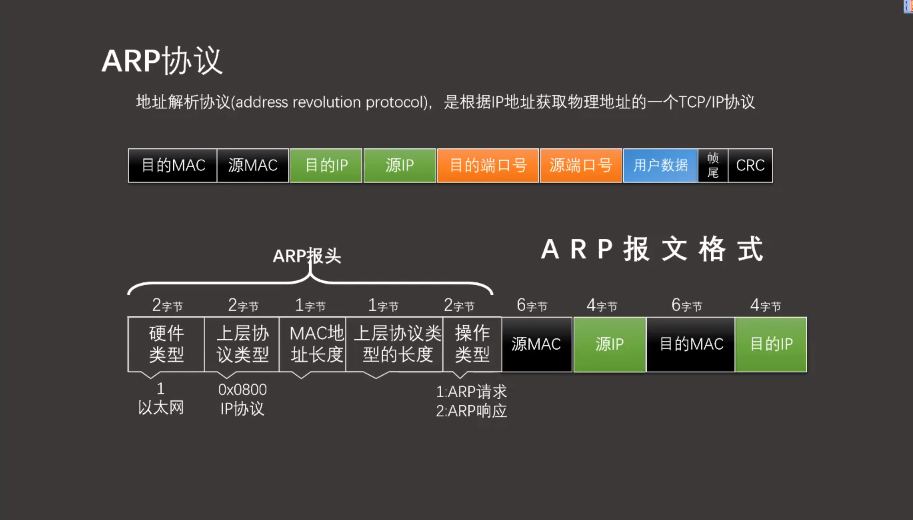 ARP协议
地址解析协议(address revolution protocol)，是根据IP地址获取物理地址的一个TCP/IP协议
目的MAC 源MAC 目的IP 源IP 目的端口号 源端口号 用户数据 帧尾 CRC
ARP报文格式
ARP报头
2字节 2字节 1字节 1字节 2字节 6字节 4字节 6字节 4字节
硬件 上层协 MAC地 上层协议类 操作
类型 议类型 址长度 型的长度 类型
源MAC 源IP 目的MAC 目的IP
1 0x0800 1:ARP请求
以太网 IP协议 2:ARP响应